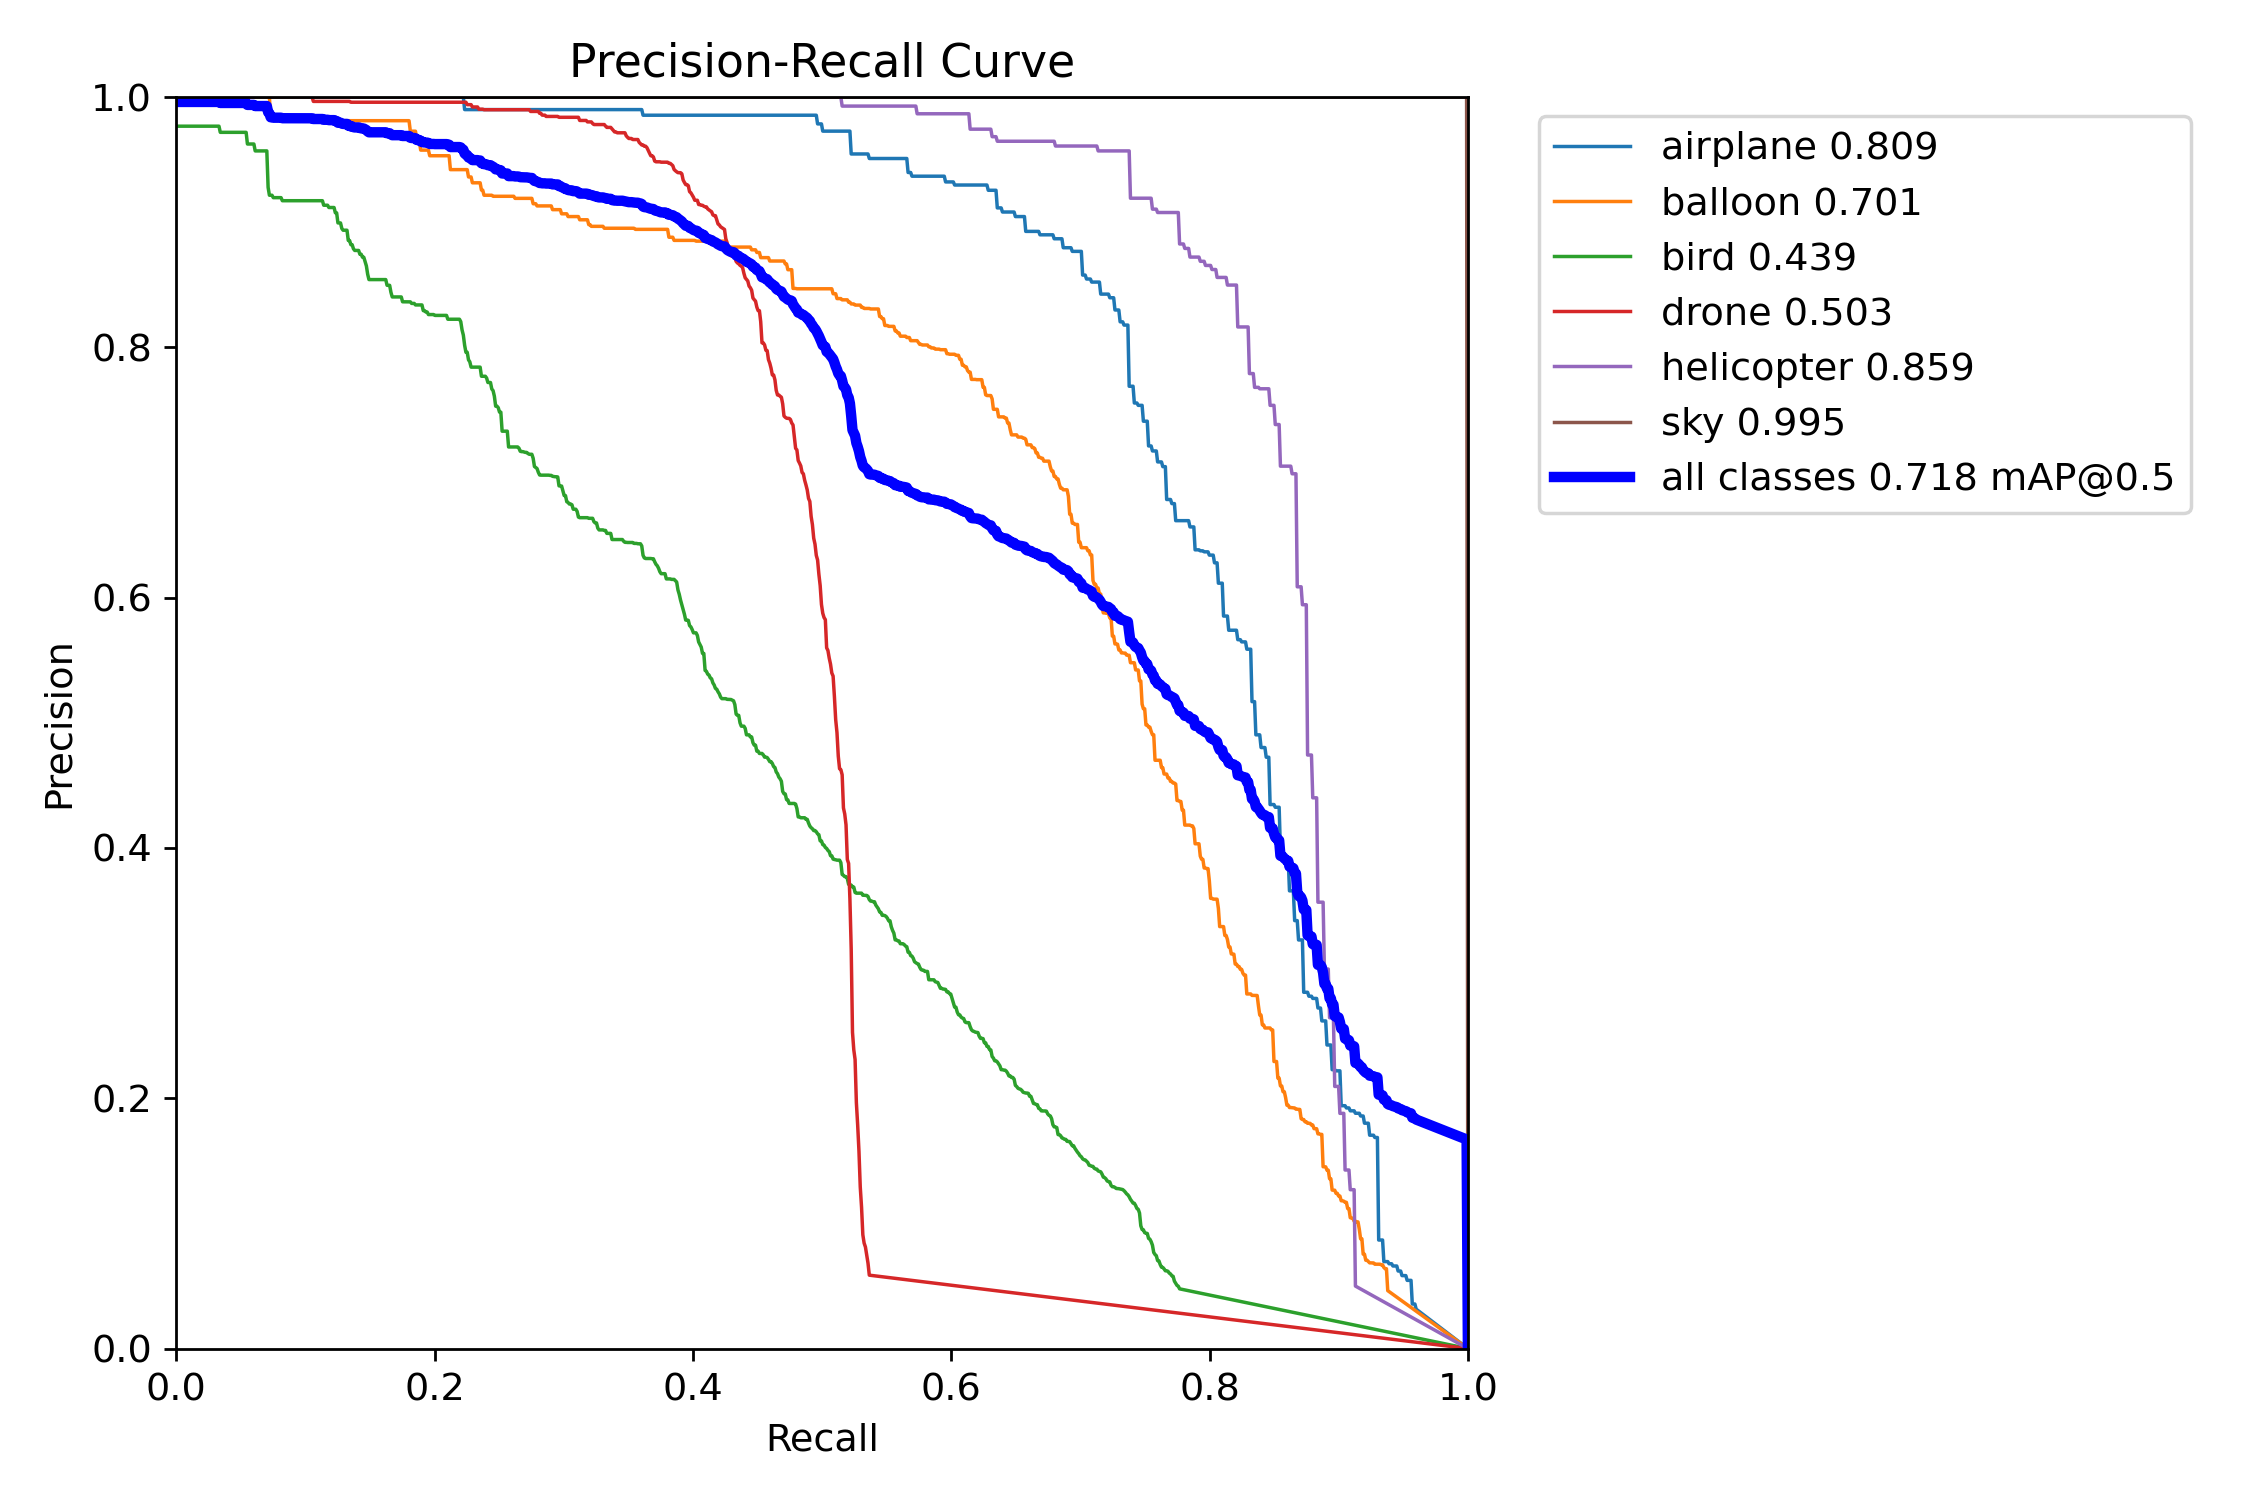 Precision-Recall Curve
1.0
0.8
0.6
0.4
0.2
0.0
Precision
0.0 0.2 0.4 0.6 0.8 1.0
Recall
airplane 0.809
balloon 0.701
bird 0.439
drone 0.503
helicopter 0.859
sky 0.995
all classes 0.718 mAP@0.5